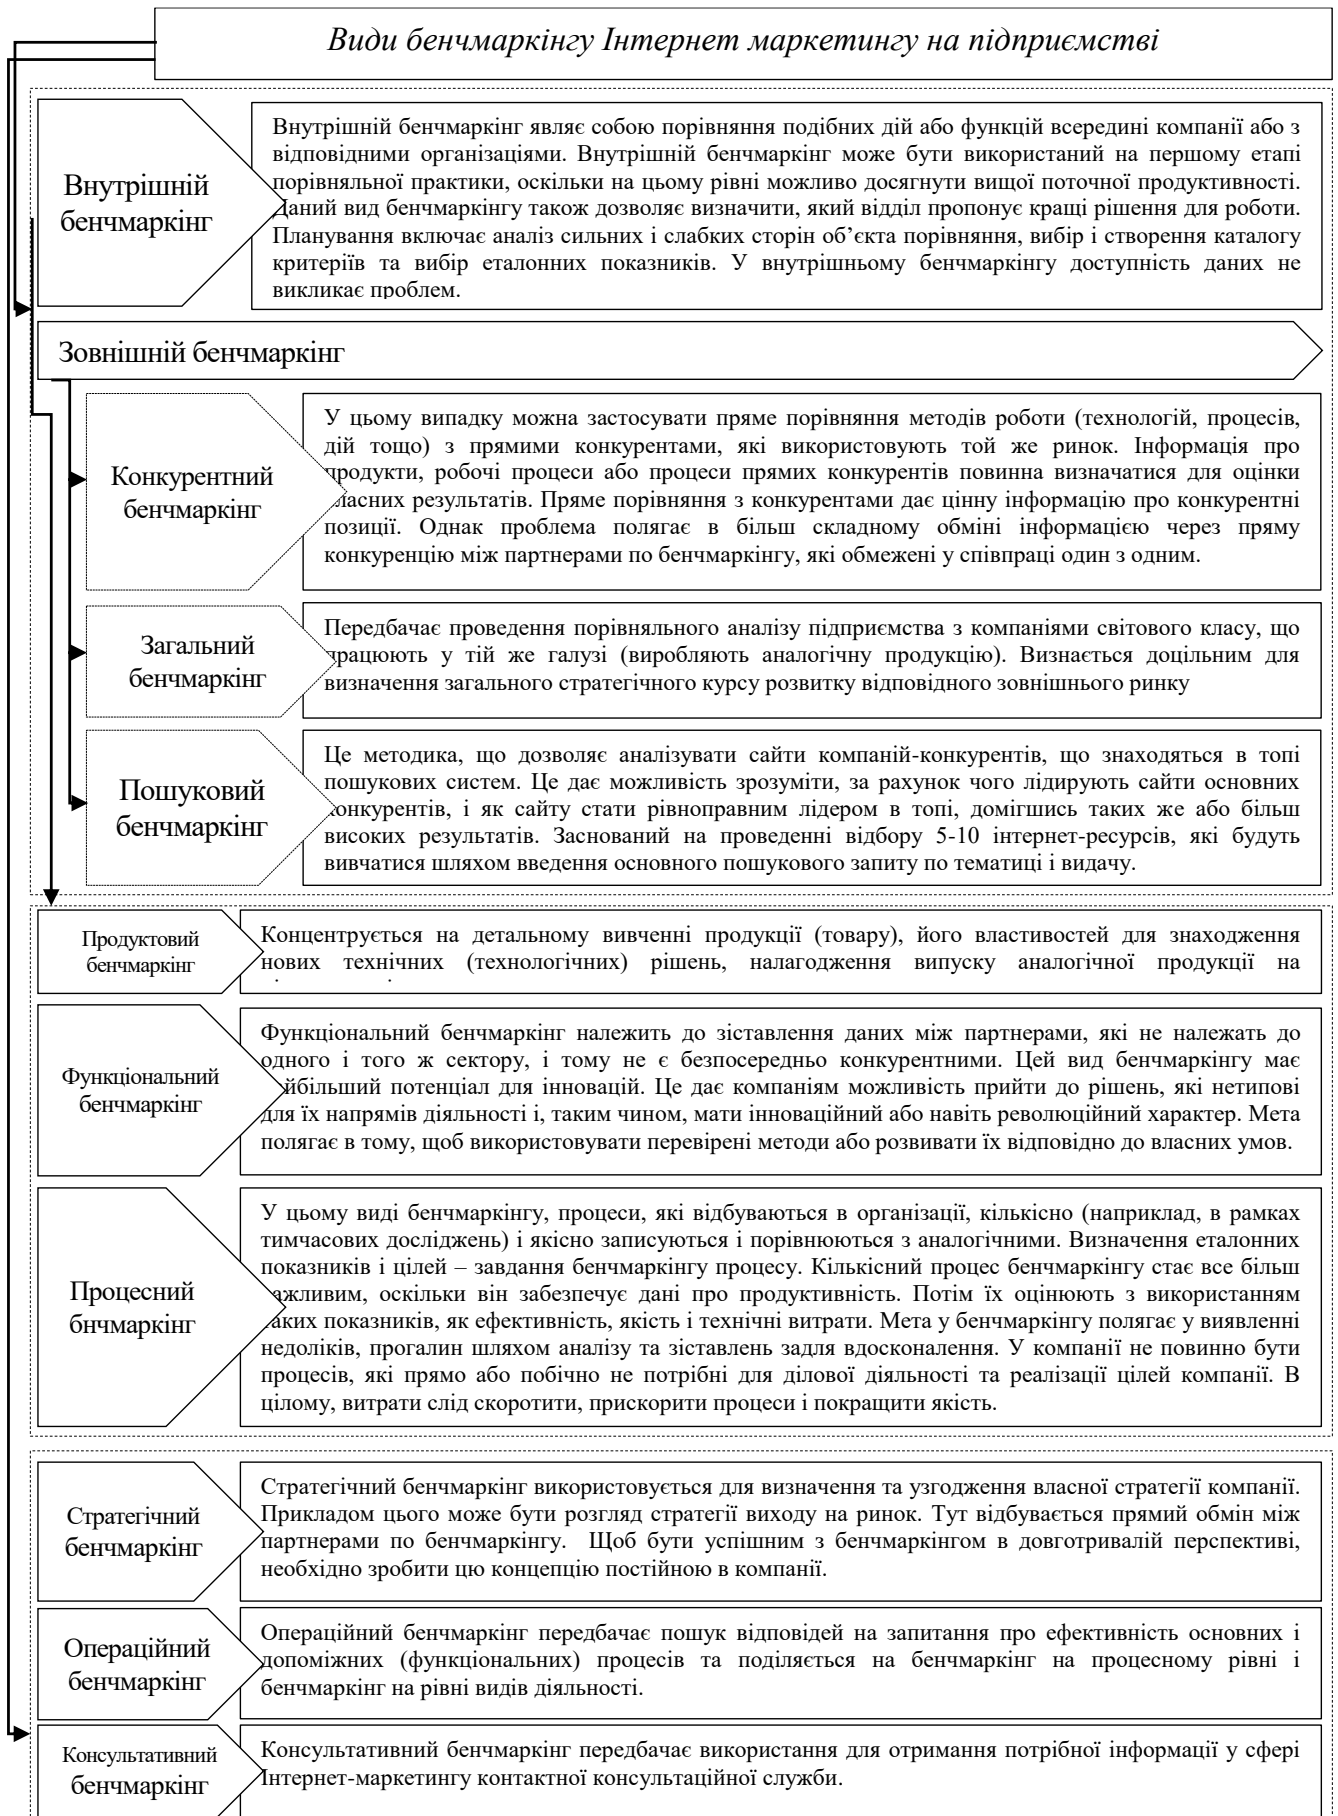 Види бенчмаркінгу Інтернет маркетингу на підприємстві
Внутрішній
бенчмаркінг
Внутрішній бенчмаркінг являє собою порівняння подібних дій або функцій всередині компанії або з
відповідними організаціями. Внутрішній бенчмаркінг може бути використаний на першому етапі
порівняльної практики, оскільки на цьому рівні можливо досягнути вищої поточної продуктивності.
Даний вид бенчмаркінгу також дозволяє визначити, який відділ пропонує кращі рішення для роботи.
Планування включає аналіз сильних і слабких сторін об’єкта порівняння, вибір і створення каталогу
критеріїв та вибір еталонних показників. У внутрішньому бенчмаркінгу доступність даних не
викликає проблем.
Зовнішній бенчмаркінг
Конкурентний
бенчмаркінг
У цьому випадку можна застосувати пряме порівняння методів роботи (технологій, процесів,
дій тощо) з прямими конкурентами, які використовують той же ринок. Інформація про
продукти, робочі процеси або процеси прямих конкурентів повинна визначатися для оцінки
власних результатів. Пряме порівняння з конкурентами дає цінну інформацію про конкурентні
позиції. Однак проблема полягає в більш складному обміні інформацією через пряму
конкуренцію між партнерами по бенчмаркінгу, які обмежені у співпраці один з одним.
Загальний
бенчмаркінг
Передбачає проведення порівняльного аналізу підприємства з компаніями світового класу, що
працюють у тій же галузі (виробляють аналогічну продукцію). Визнається доцільним для
визначення загального стратегічного курсу розвитку відповідного зовнішнього ринку
Пошуковий
бенчмаркінг
Це методика, що дозволяє аналізувати сайти компаній-конкурентів, що знаходяться в топі
пошукових систем. Це дає можливість зрозуміти, за рахунок чого лідирують сайти основних
конкурентів, і як сайту стати рівноправним лідером в топі, домігшись таких же або більш
високих результатів. Заснований на проведенні відбору 5-10 інтернет-ресурсів, які будуть
вивчатися шляхом введення основного пошукового запиту по тематиці і видачу.
Продуктовий
бенчмаркінг
Концентрується на детальному вивченні продукції (товару), його властивостей для знаходження
нових технічних (технологічних) рішень, налагодження випуску аналогічної продукції на
Функціональний
бенчмаркінг
Функціональний бенчмаркінг належить до зіставлення даних між партнерами, які не належать до
одного і того ж сектору, і тому не є безпосередньо конкурентними. Цей вид бенчмаркінгу має
найбільший потенціал для інновацій. Це дає компаніям можливість прийти до рішень, які нетипові
для їх напрямів діяльності і, таким чином, мати інноваційний або навіть революційний характер. Мета
полягає в тому, щоб використовувати перевірені методи або розвивати їх відповідно до власних умов.
Процесний
бнчмаркінг
У цьому виді бенчмаркінгу, процеси, які відбуваються в організації, кількісно (наприклад, в рамках
тимчасових досліджень) і якісно записуються і порівнюються з аналогічними. Визначення еталонних
показників і цілей – завдання бенчмаркінгу процесу. Кількісний процес бенчмаркінгу стає все більш
важливим, оскільки він забезпечує дані про продуктивність. Потім їх оцінюють з використанням
таких показників, як ефективність, якість і технічні витрати. Мета у бенчмаркінгу полягає у виявленні
недоліків, прогалин шляхом аналізу та зіставлень задля вдосконалення. У компанії не повинно бути
процесів, які прямо або побічно не потрібні для ділової діяльності та реалізації цілей компанії. В
цілому, витрати слід скоротити, прискорити процеси і покращити якість.
Стратегічний
бенчмаркінг
Стратегічний бенчмаркінг використовується для визначення та узгодження власної стратегії компанії.
Прикладом цього може бути розгляд стратегії виходу на ринок. Тут відбувається прямий обмін між
партнерами по бенчмаркінгу. Щоб бути успішним з бенчмаркінгом в довготривалій перспективі,
необхідно зробити цю концепцію постійною в компанії.
Операційний
бенчмаркінг
Операційний бенчмаркінг передбачає пошук відповідей на запитання про ефективність основних і
допоміжних (функціональних) процесів та поділяється на бенчмаркінг на процесному рівні і
бенчмаркінг на рівні видів діяльності.
Консультативний
бенчмаркінг
Консультативний бенчмаркінг передбачає використання для отримання потрібної інформації у сфері
Інтернет-маркетингу контактної консультаційної служби.